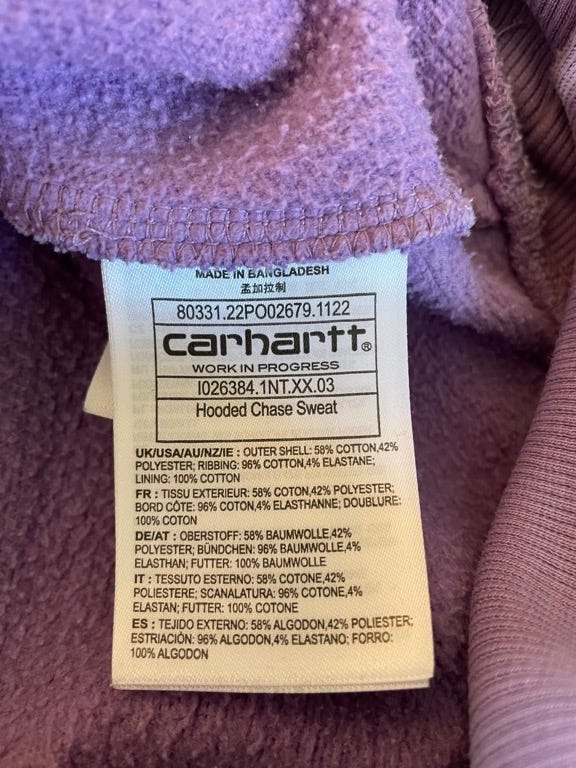 MADE IN BANGLADESH
孟加拉制
80331.22PO02679.1122
carhartt®
WORK IN PROGRESS
I026384.1NT.XX.03
Hooded Chase Sweat
UK/USA/AU/NZ/IE : OUTER SHELL: 58% COTTON,42%
POLYESTER; RIBBING: 96% COTTON,4% ELASTANE;
LINING: 100% COTTON
FR : TISSU EXTERIEUR: 58% COTON,42% POLYESTER;
BORD CÔTE: 96% COTON,4% ELASTHANNE; DOUBLURE:
100% COTON
DE/AT : OBERSTOFF: 58% BAUMWOLLE,42%
POLYESTER; BÜNDCHEN: 96% BAUMWOLLE,4%
ELASTHAN; FUTTER: 100% BAUMWOLLE
IT : TESSUTO ESTERNO: 58% COTONE,42%
POLIESTERE; SCANALATURA: 96% COTONE,4%
ELASTAN; FUTTER: 100% COTONE
ES : TEJIDO EXTERNO: 58% ALGODON,42% POLIESTER;
ESTRIACIÓN: 96% ALGODON,4% ELASTANO; FORRO:
100% ALGODON